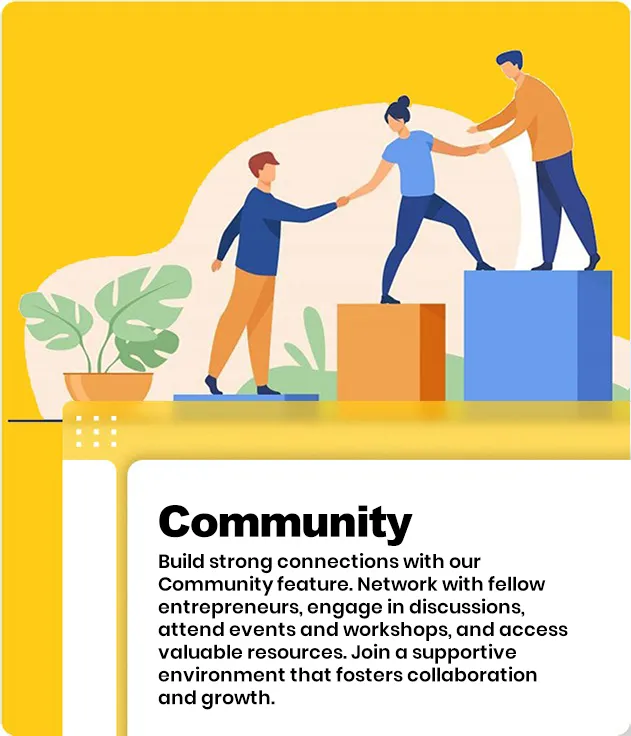 Community
Build strong connections with our
Community feature. Network with fellow
entrepreneurs, engage in discussions,
attend events and workshops, and access
valuable resources. Join a supportive
environment that fosters collaboration
and growth.